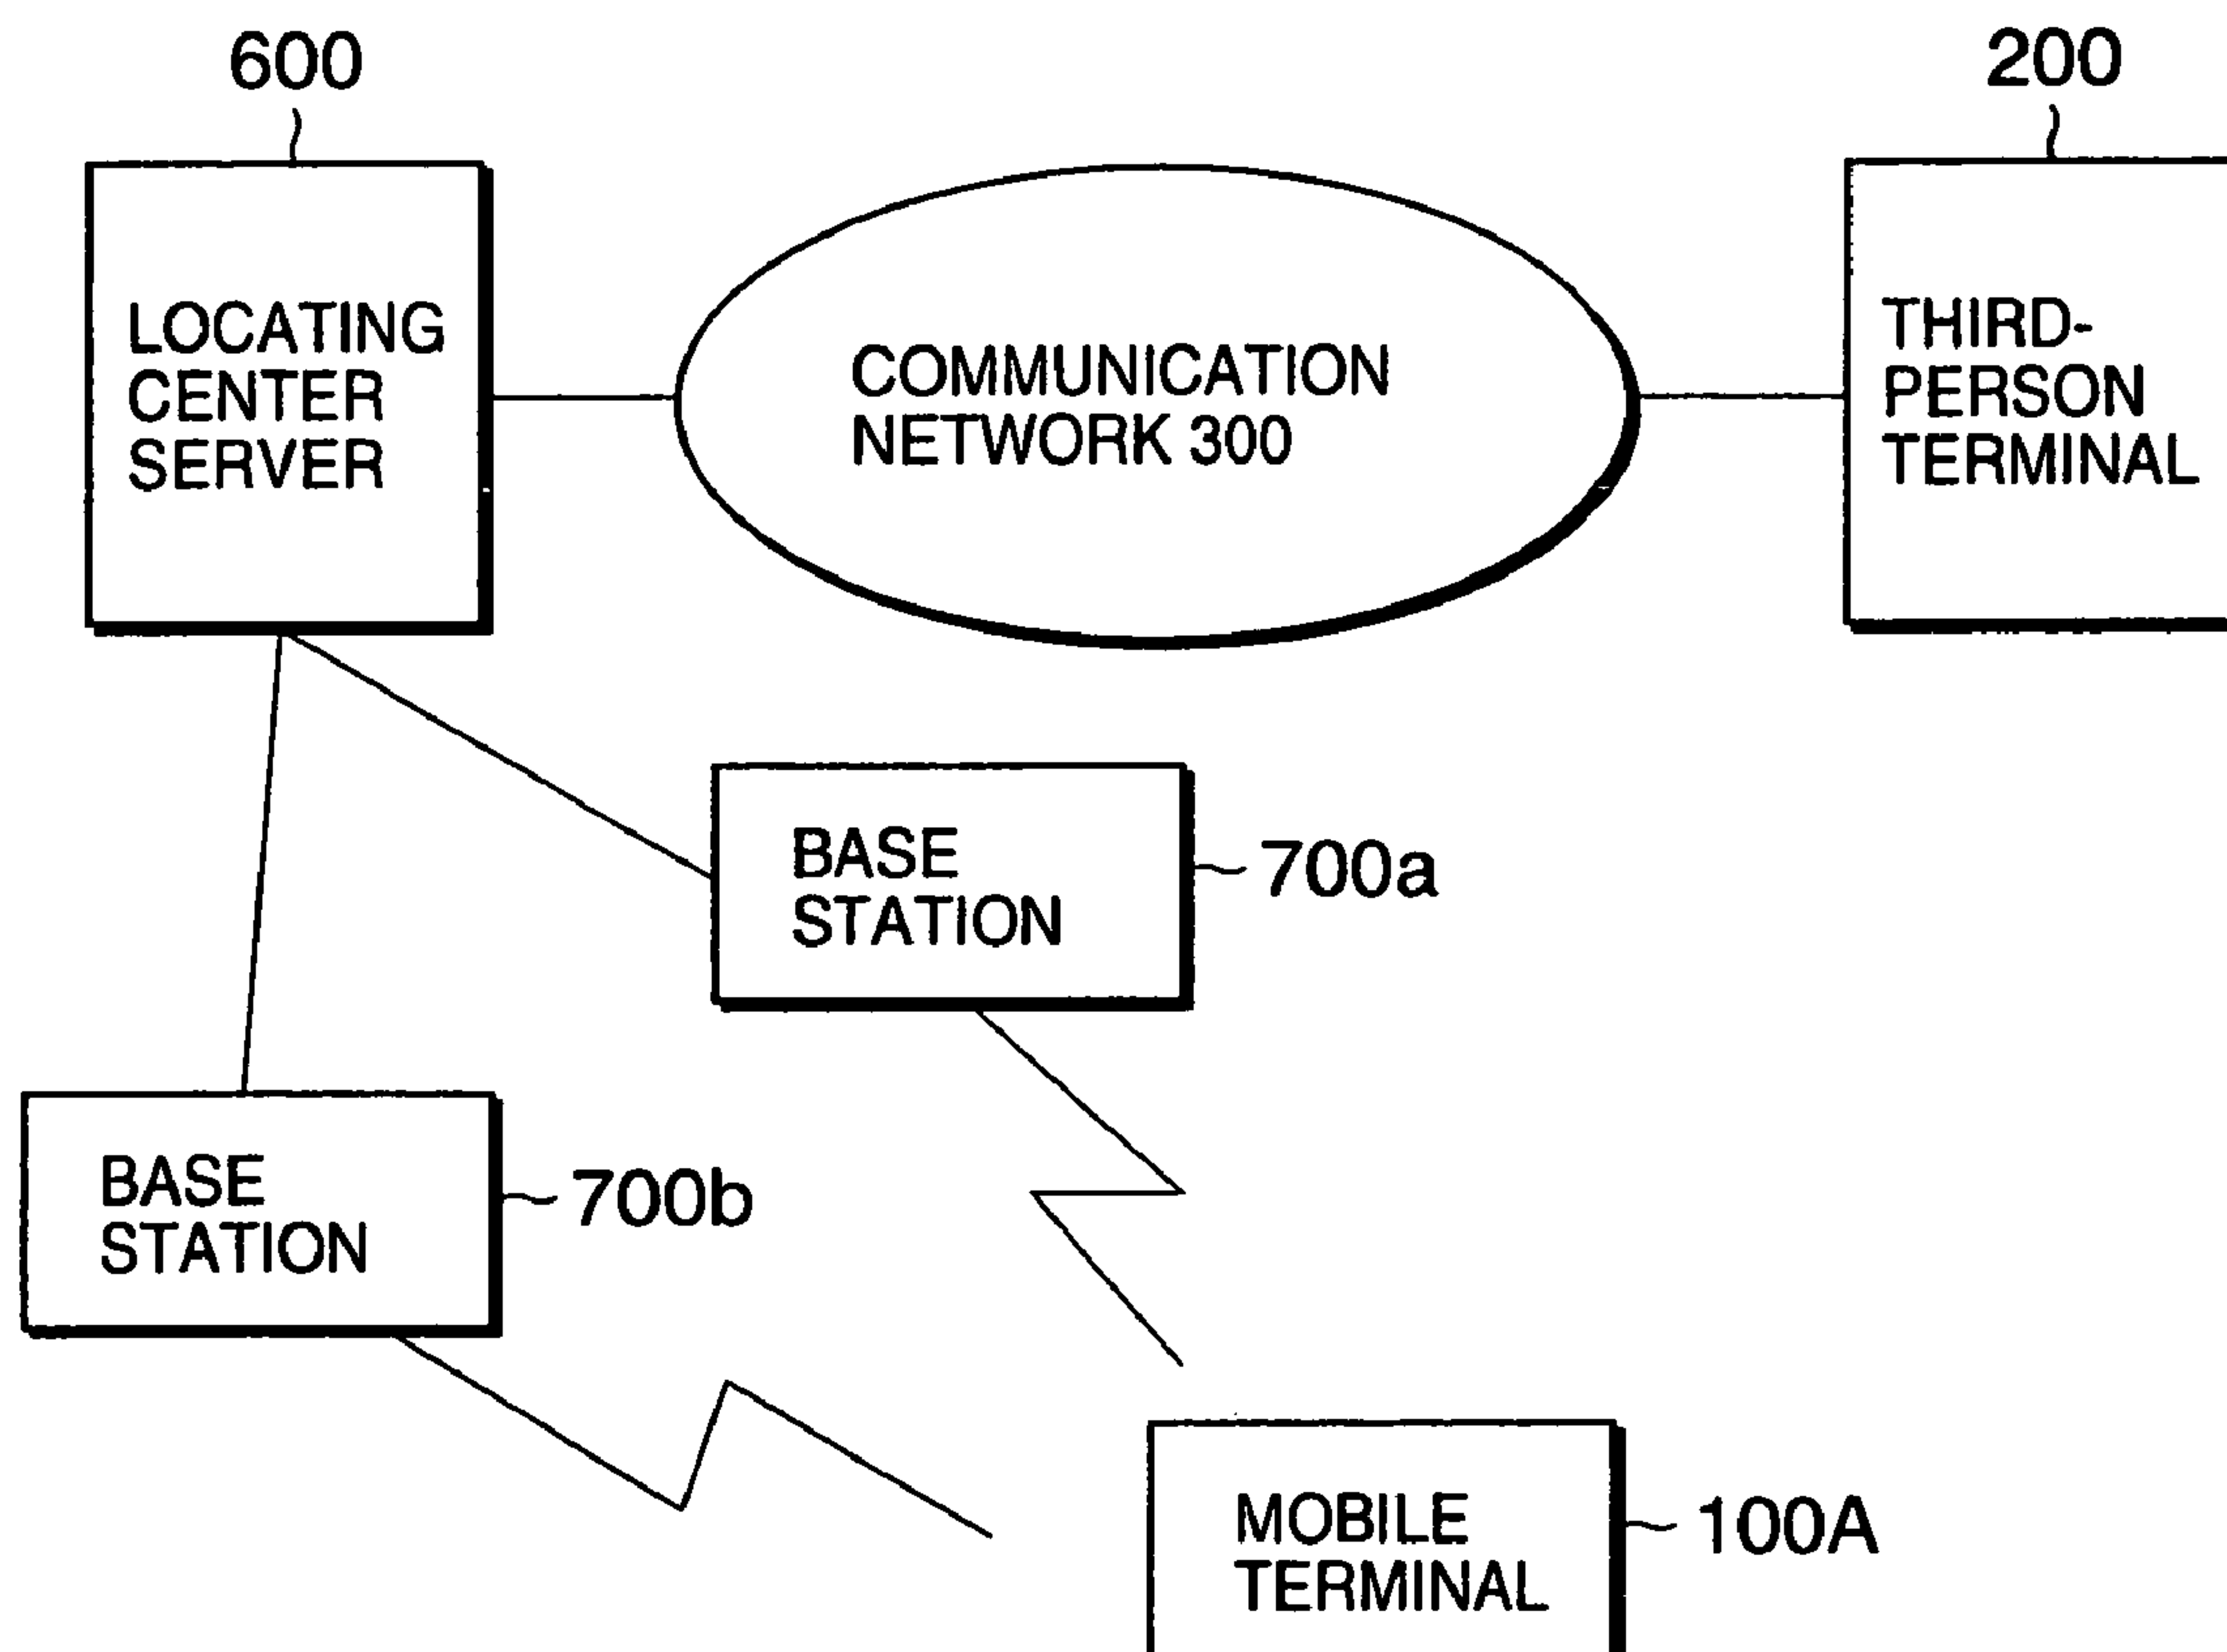 600
200
LOCATING
CENTER
SERVER
COMMUNICATION
NETWORK 300
THIRD-
PERSON
TERMINAL
BASE
STATION
700a
BASE
STATION
700b
MOBILE
TERMINAL
100A